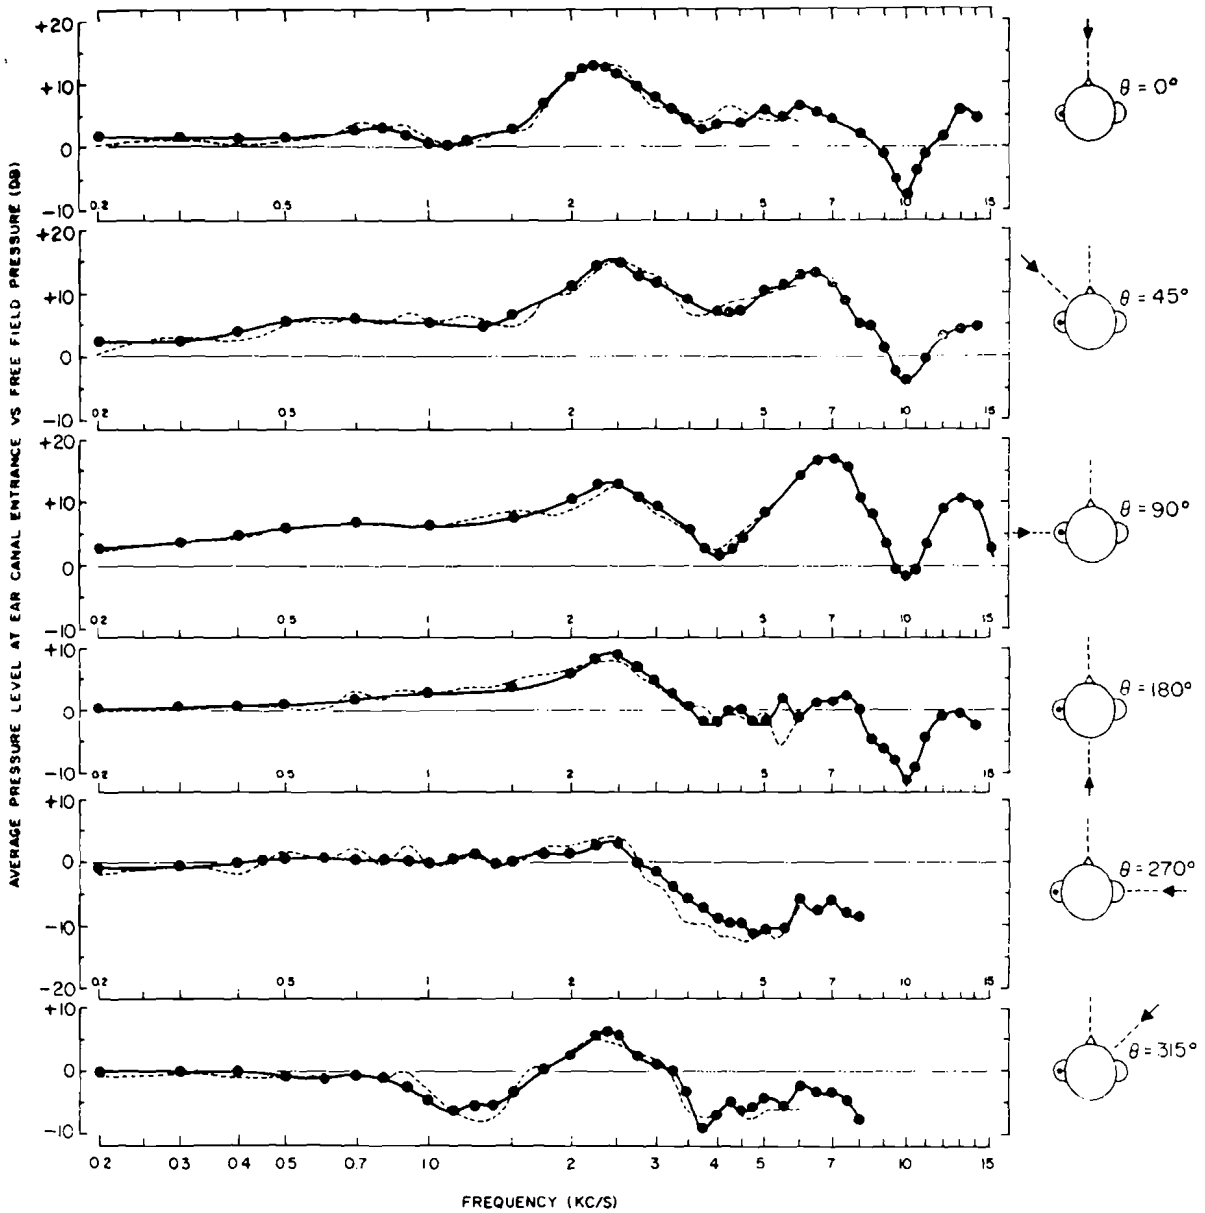 AVERAGE PRESSURE LEVEL AT EAR CANAL ENTRANCE VS FREE FIELD PRESSURE (DB)
+20
+10
0
-10
0.2 0.5 1 2 5 7 10 15
θ = 0°
+20
+10
0
-10
0.2 0.5 1 2 5 7 10 15
θ = 45°
+20
+10
0
-10
0.2 0.5 1 2 5 7 10 15
θ = 90°
+10
0
-10
0.2 0.5 1 2 5 7 10 15
θ = 180°
+10
0
-10
-20
0.2 0.5 1 2 5 7 10 15
θ = 270°
+10
0
-10
θ = 315°
0.2 0.3 0.4 0.5 0.7 1.0 2 3 4 5 7 10 15
FREQUENCY (KC/S)